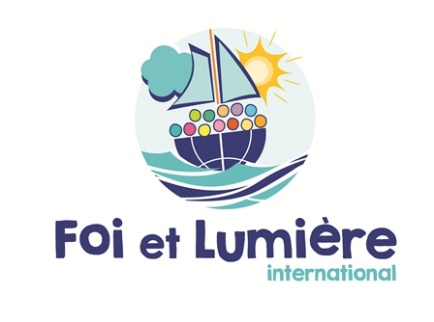 Foi et Lumière
international